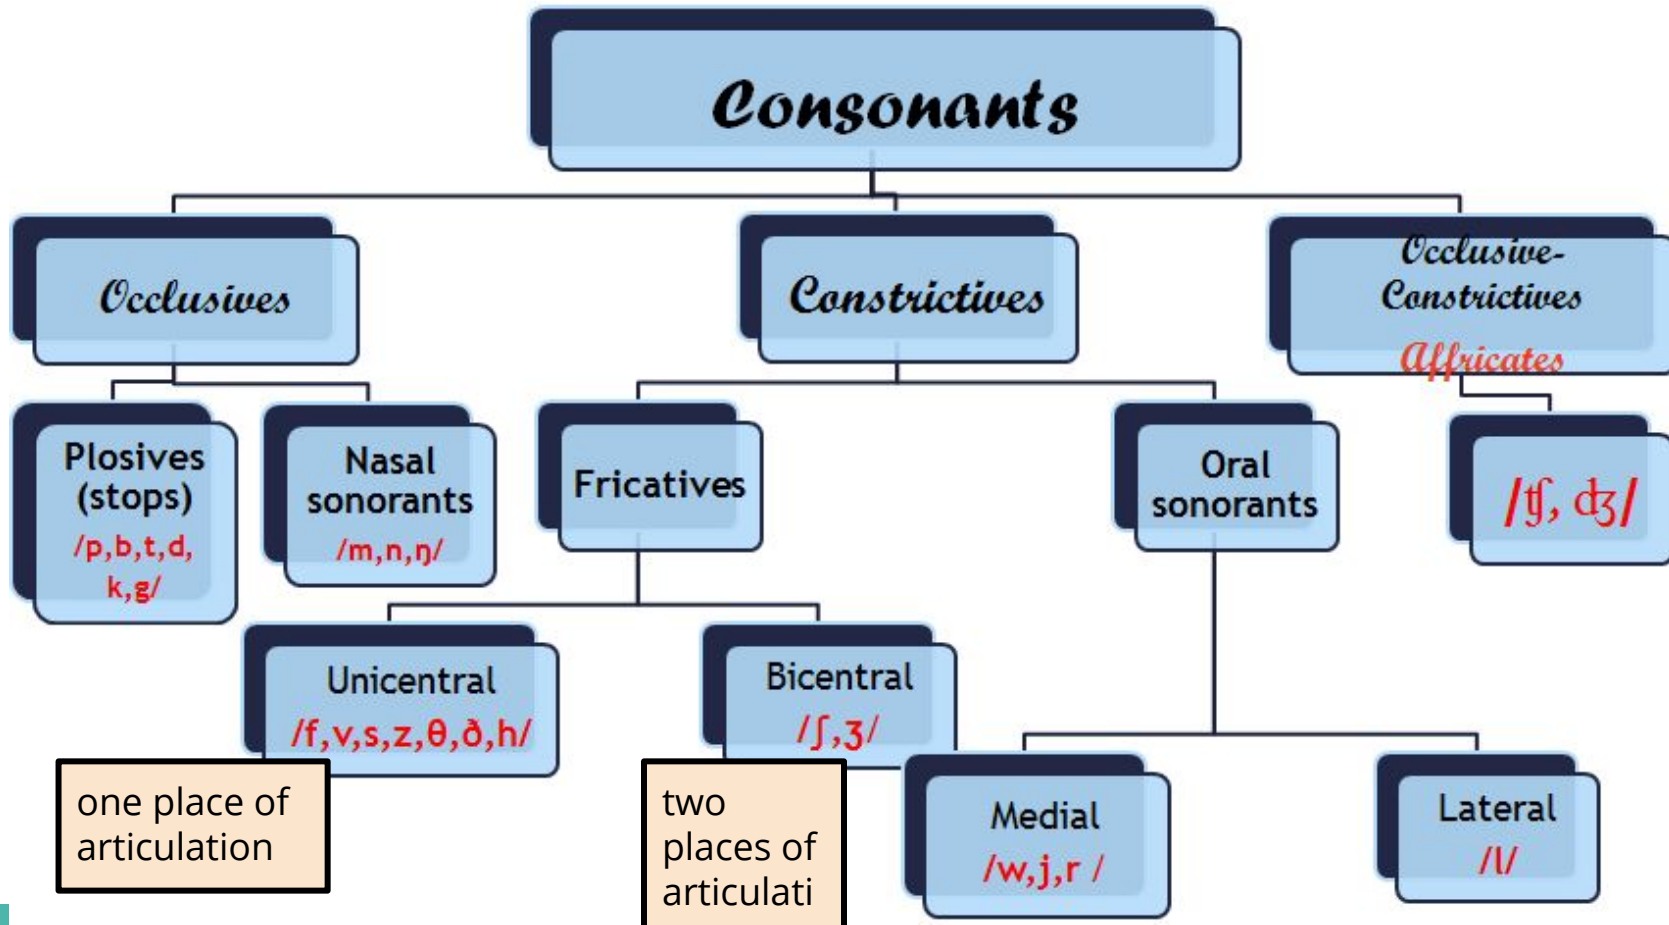 Consonants
Occlusives
Constrictives
Occlusive-
Constrictives
Affricates
Plosives
(stops)
/p,b,t,d,
k,g/
Nasal
sonorants
/m,n,ŋ/
Fricatives
Oral
sonorants
/ʧ, ʤ/
Unicentral
/f,v,s,z,θ,ð,h/
Bicentral
/ʃ,ʒ/
one place of
articulation
two
places of
articulati
Medial
/w,j,r /
Lateral
/l/